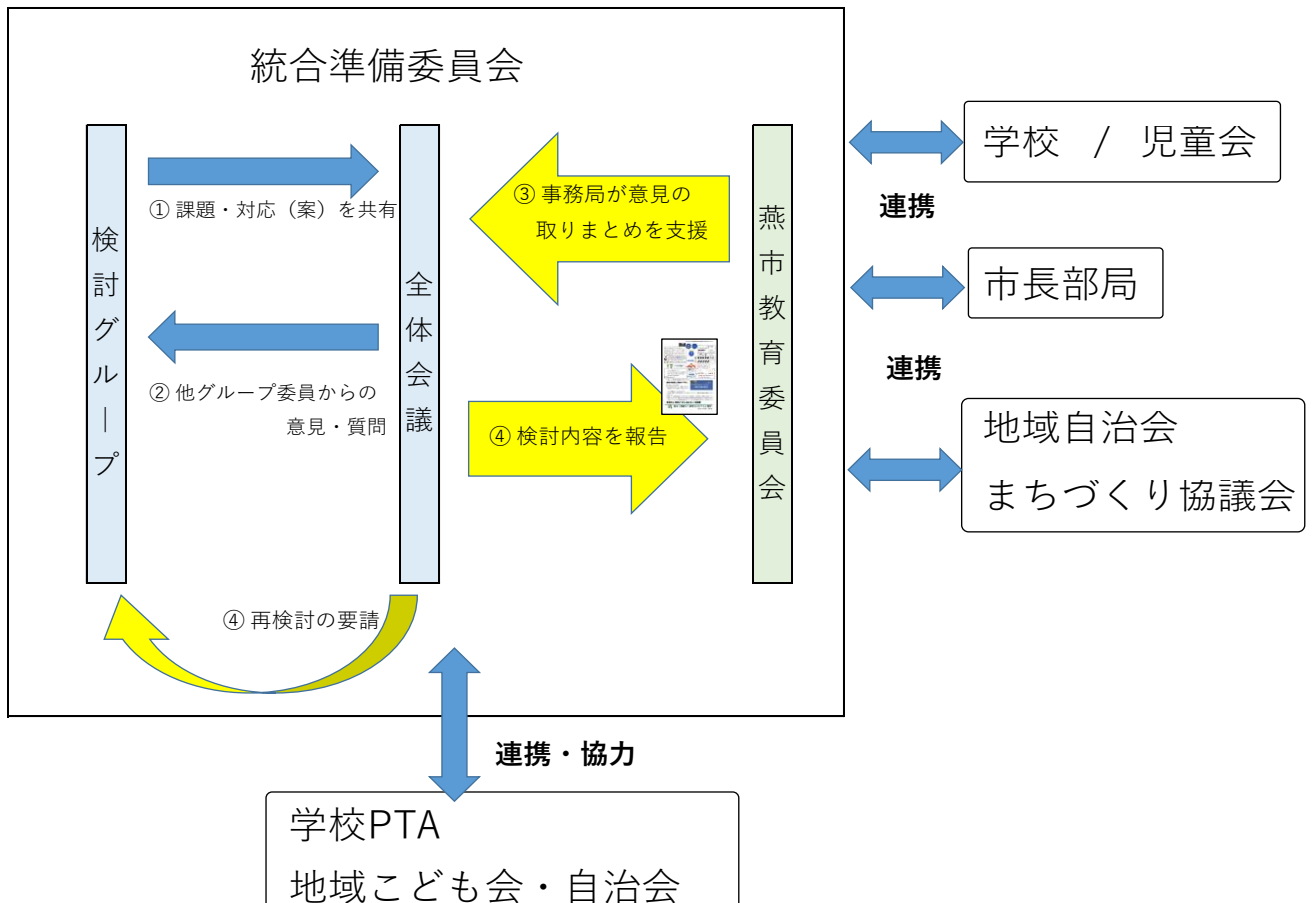 統合準備委員会
検討グループ
① 課題・対応（案）を共有
② 他グループ委員からの
意見・質問
全体会議
③ 事務局が意見の
取りまとめを支援
④ 検討内容を報告
燕市教育委員会
④ 再検討の要請
学校 / 児童会
連携
市長部局
連携
地域自治会
まちづくり協議会
連携・協力
学校PTA
地域こども会・自治会